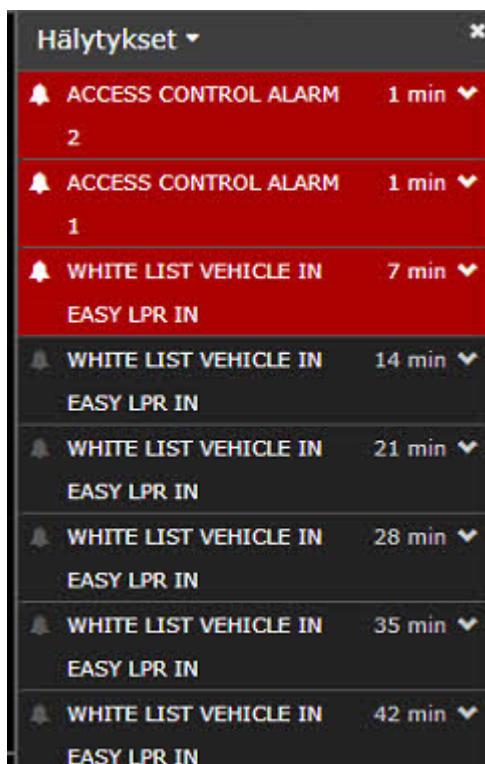 Hälytykset
ACCESS CONTROL ALARM 1 min
2
ACCESS CONTROL ALARM 1 min
1
WHITE LIST VEHICLE IN 7 min
EASY LPR IN
WHITE LIST VEHICLE IN 14 min
EASY LPR IN
WHITE LIST VEHICLE IN 21 min
EASY LPR IN
WHITE LIST VEHICLE IN 28 min
EASY LPR IN
WHITE LIST VEHICLE IN 35 min
EASY LPR IN
WHITE LIST VEHICLE IN 42 min
EASY LPR IN